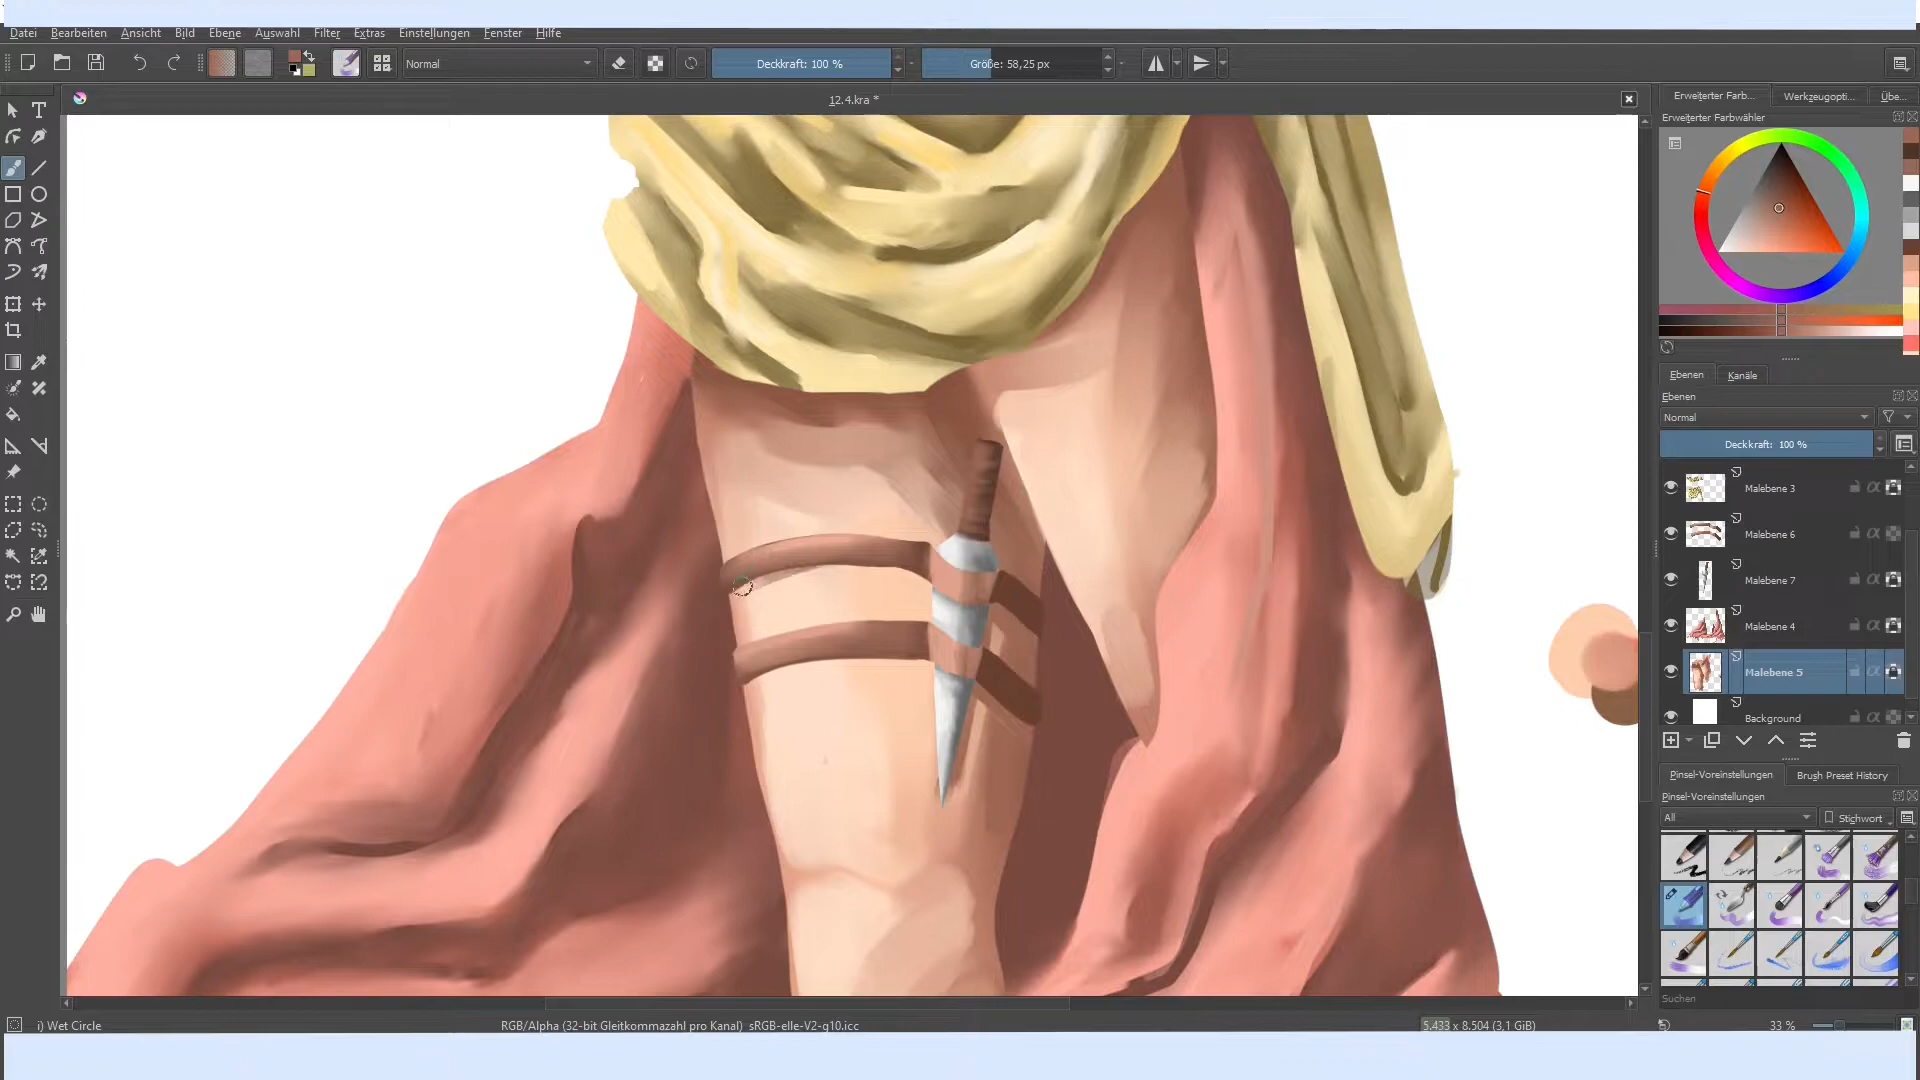 Datei Bearbeiten Ansicht Bild Ebene Auswahl Filter Extras Einstellungen Fenster Hilfe
Normal Deckkraft: 100 % Größe: 58,25 px
12.4.kra *
Erweiterter Farb... Werkzeugopti... Übe...
Erweiterter Farbwähler
Ebenen Kanäle
Ebenen
Normal
Deckkraft: 100 %
Malebene 3
Malebene 6
Malebene 7
Malebene 4
Malebene 5
Background
Pinsel-Voreinstellungen Brush Preset History
Pinsel-Voreinstellungen
All Stichwort
Suchen
i) Wet Circle RGB/Alpha (32-bit Gleitkommazahl pro Kanal) sRGB-elle-V2-g10.icc 5.433 x 8.504 (3,1 GiB) 33 %